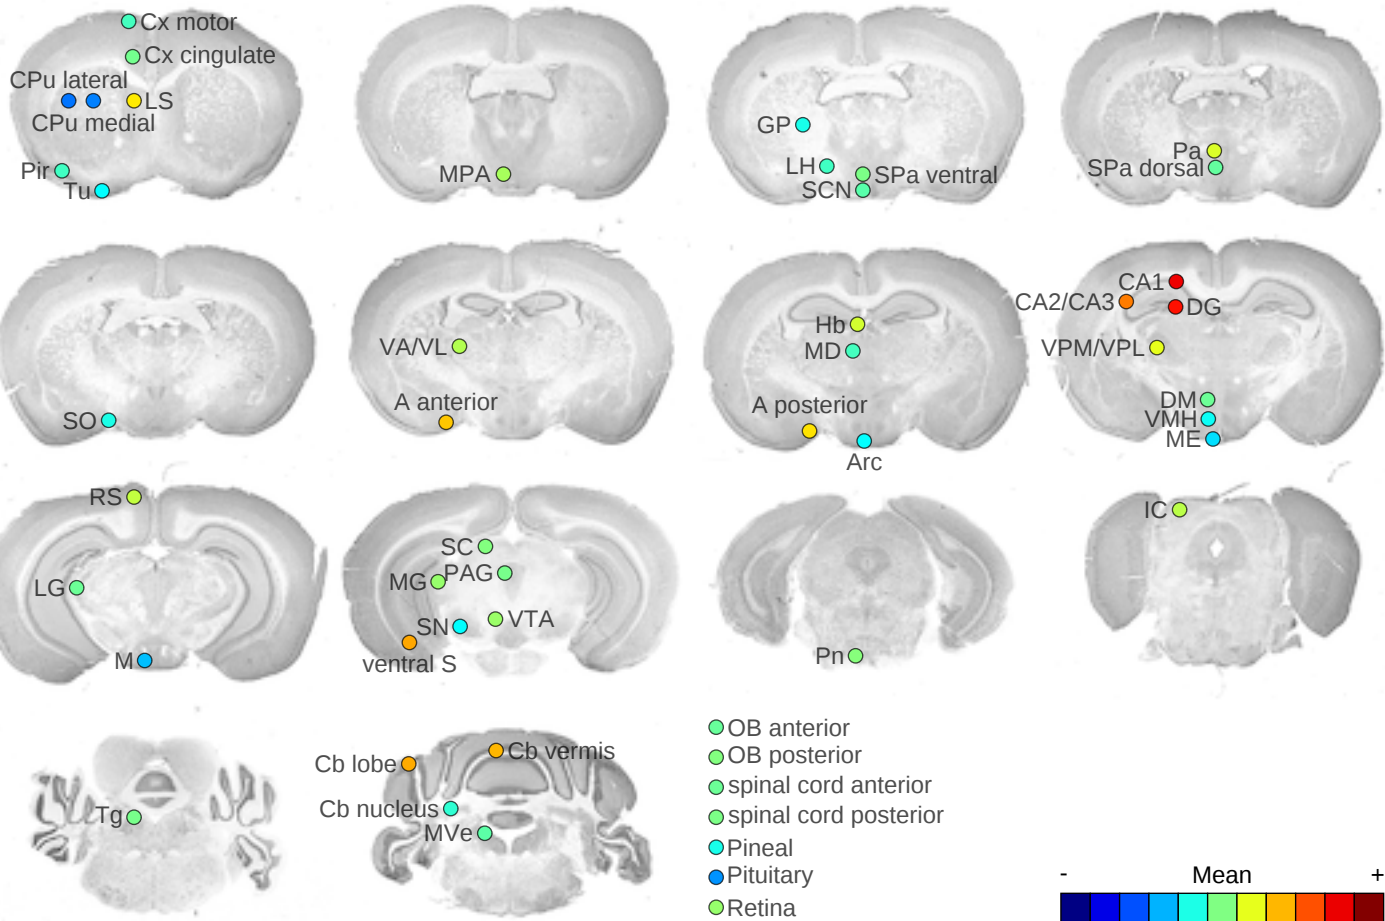 Cx motor
Cx cingulate
CPu lateral
LS
CPu medial
Pir
Tu
MPA
GP
LH
SPa ventral
SCN
Pa
SPa dorsal
SO
VA/VL
A anterior
Hb
MD
A posterior
Arc
CA1
CA2/CA3
DG
VPM/VPL
DM
VMH
ME
RS
LG
M
SC
MG
PAG
SN
VTA
ventral S
Pn
IC
Tg
Cb lobe
Cb vermis
Cb nucleus
MVe
OB anterior
OB posterior
spinal cord anterior
spinal cord posterior
Pineal
Pituitary
Retina
- Mean +